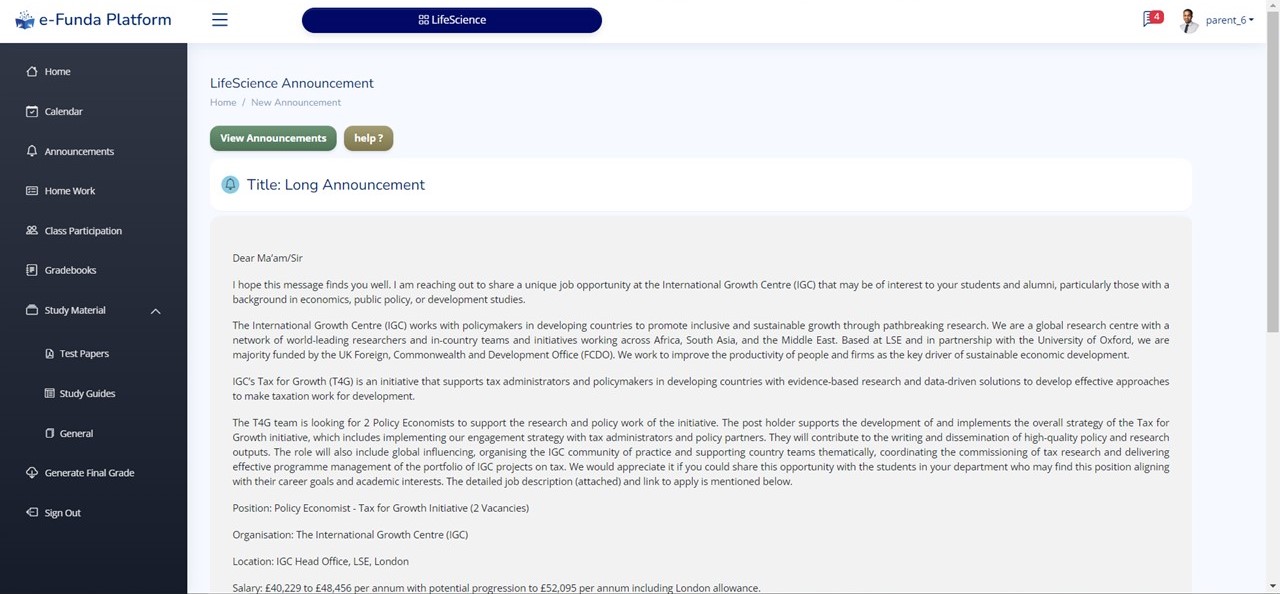 e-Funda Platform
LifeScience
4
parent_6
Home
Calendar
Announcements
Home Work
Class Participation
Gradebooks
Study Material
Test Papers
Study Guides
General
Generate Final Grade
Sign Out
LifeScience Announcement
Home / New Announcement
View Announcements
help ?
Title: Long Announcement
Dear Ma'am/Sir
I hope this message finds you well. I am reaching out to share a unique job opportunity at the International Growth Centre (IGC) that may be of interest to your students and alumni, particularly those with a
background in economics, public policy, or development studies.
The International Growth Centre (IGC) works with policymakers in developing countries to promote inclusive and sustainable growth through pathbreaking research. We are a global research centre with a
network of world-leading researchers and in-country teams and initiatives working across Africa, South Asia, and the Middle East. Based at LSE and in partnership with the University of Oxford, we are
majority funded by the UK Foreign, Commonwealth and Development Office (FCDO). We work to improve the productivity of people and firms as the key driver of sustainable economic development.
IGC's Tax for Growth (T4G) is an initiative that supports tax administrators and policymakers in developing countries with evidence-based research and data-driven solutions to develop effective approaches
to make taxation work for development.
The T4G team is looking for 2 Policy Economists to support the research and policy work of the initiative. The post holder supports the development of and implements the overall strategy of the Tax for
Growth initiative, which includes implementing our engagement strategy with tax administrators and policy partners. They will contribute to the writing and dissemination of high-quality policy and research
outputs. The role will also include global influencing, organising the IGC community of practice and supporting country teams thematically, coordinating the commissioning of tax research and delivering
effective programme management of the portfolio of IGC projects on tax. We would appreciate it if you could share this opportunity with the students in your department who may find this position aligning
with their career goals and academic interests. The detailed job description (attached) and link to apply is mentioned below.
Position: Policy Economist - Tax for Growth Initiative (2 Vacancies)
Organisation: The International Growth Centre (IGC)
Location: IGC Head Office, LSE, London
Salary: £40,229 to £48,456 per annum with potential progression to £52,095 per annum including London allowance.